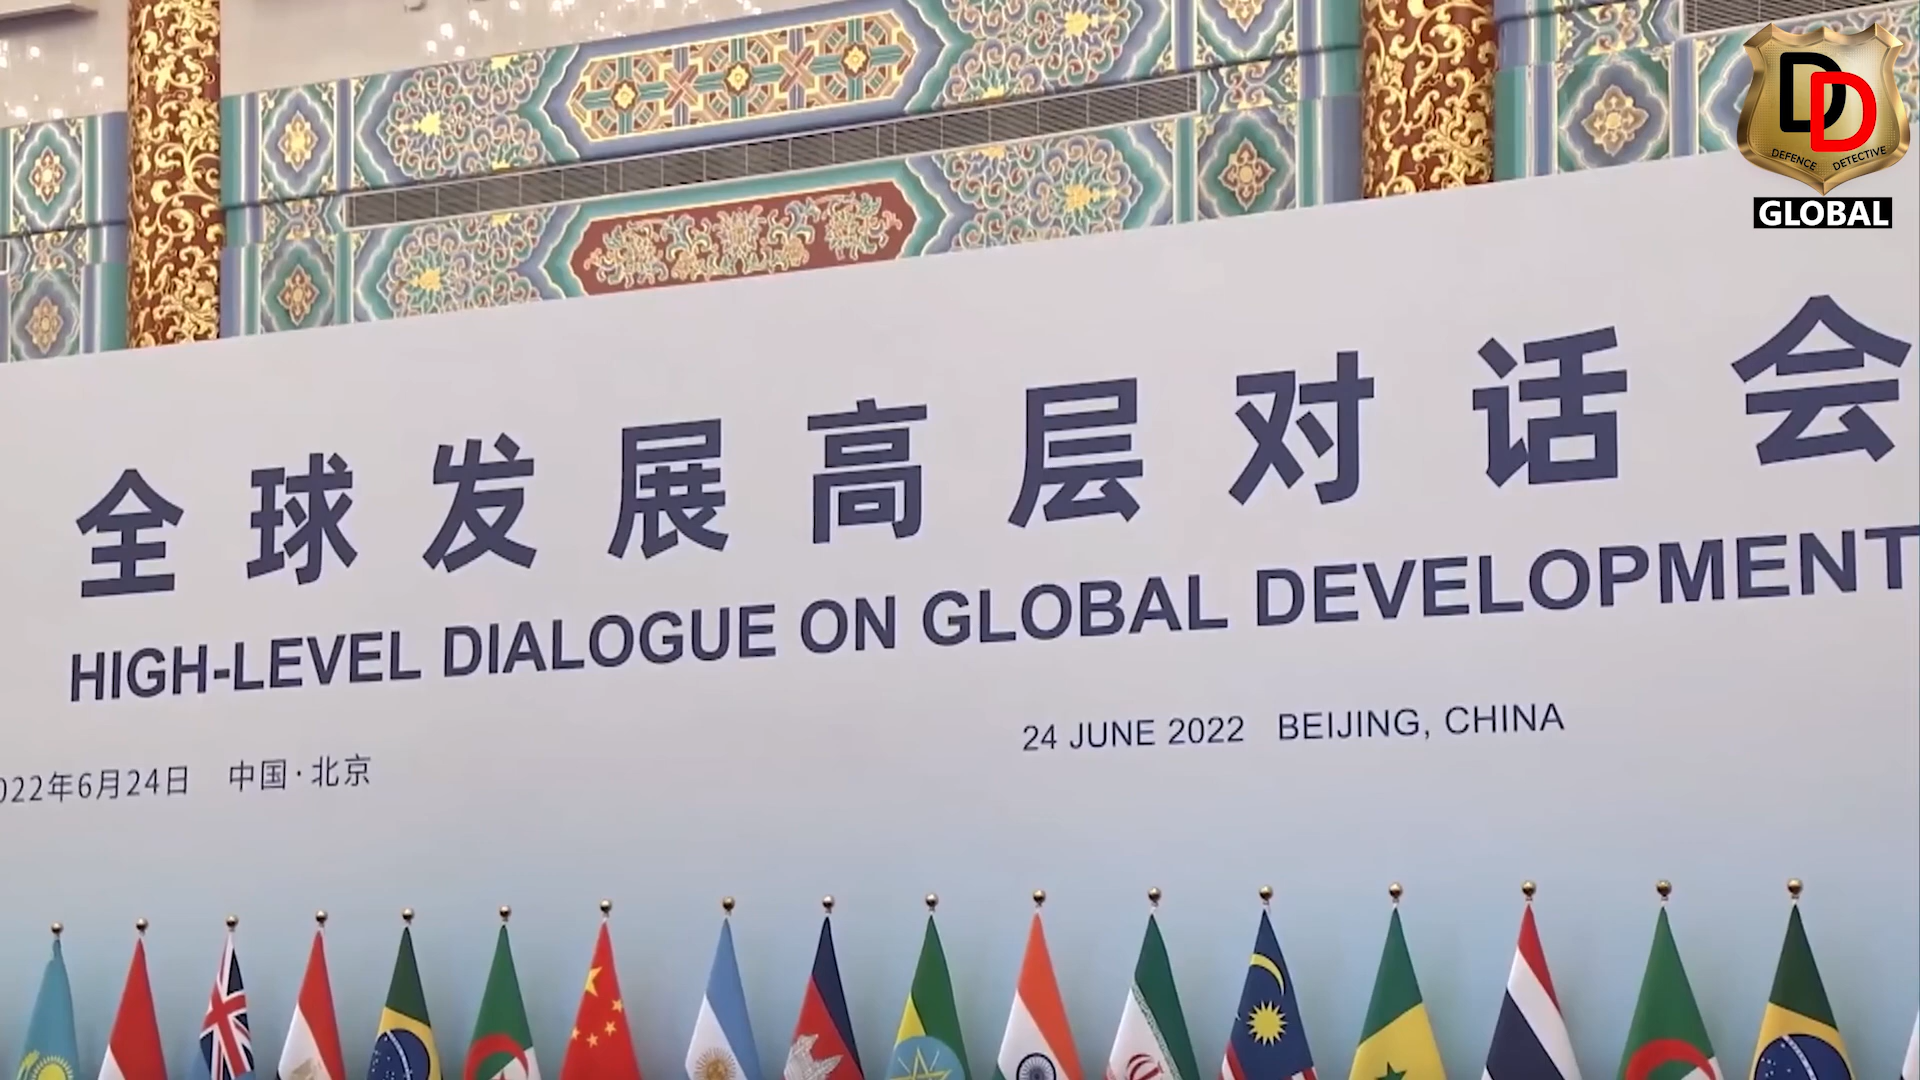 DD
DEFENCE DETECTIVE
GLOBAL
全球发展高层对话会
HIGH-LEVEL DIALOGUE ON GLOBAL DEVELOPMENT
24 JUNE 2022 BEIJING, CHINA
022年6月24日 中国·北京